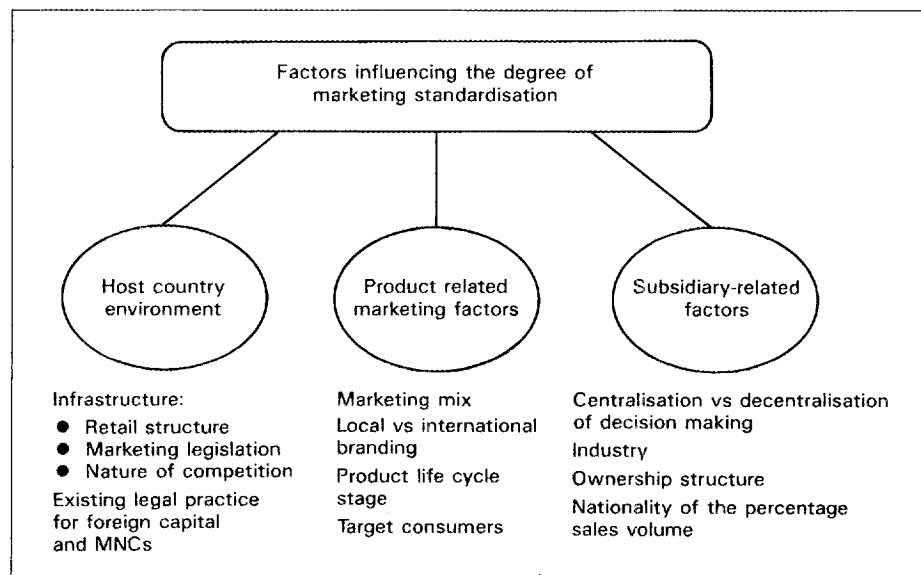 Factors influencing the degree of
marketing standardisation
Host country
environment
Product related
marketing factors
Subsidiary-related
factors
Infrastructure:
● Retail structure
● Marketing legislation
● Nature of competition
Existing legal practice
for foreign capital
and MNCs
Marketing mix
Local vs international
branding
Product life cycle
stage
Target consumers
Centralisation vs decentralisation
of decision making
Industry
Ownership structure
Nationality of the percentage
sales volume